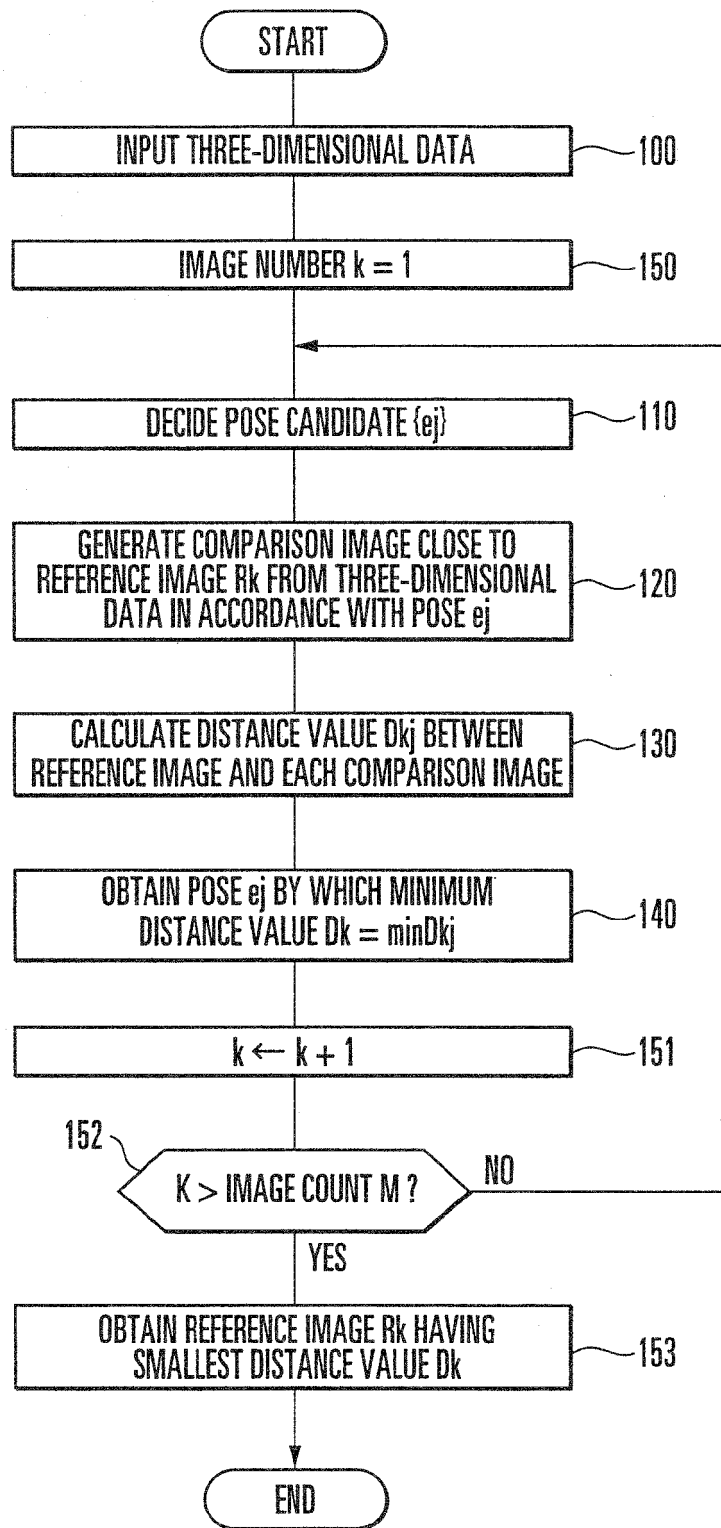 START
INPUT THREE-DIMENSIONAL DATA
100
IMAGE NUMBER k = 1
150
DECIDE POSE CANDIDATE {ej}
110
GENERATE COMPARISON IMAGE CLOSE TO
REFERENCE IMAGE Rk FROM THREE-DIMENSIONAL
DATA IN ACCORDANCE WITH POSE ej
120
CALCULATE DISTANCE VALUE Dkj BETWEEN
REFERENCE IMAGE AND EACH COMPARISON IMAGE
130
OBTAIN POSE ej BY WHICH MINIMUM
DISTANCE VALUE Dk = minDkj
140
k ← k + 1
151
152
K > IMAGE COUNT M ?
NO
YES
OBTAIN REFERENCE IMAGE Rk HAVING
SMALLEST DISTANCE VALUE Dk
153
END